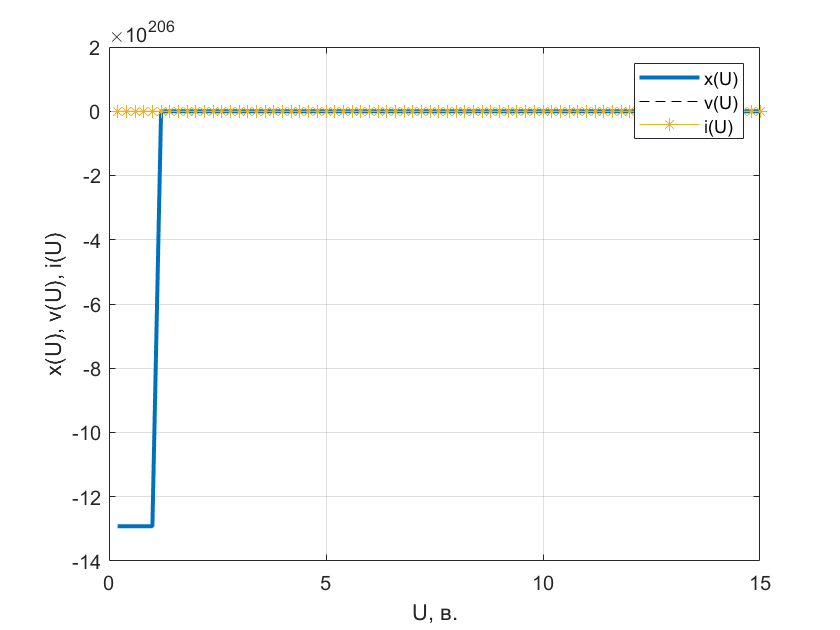 ×10^206
2
0
-2
-4
-6
-8
-10
-12
-14
0
5
10
15
x(U), v(U), i(U)
U, в.
x(U)
v(U)
i(U)